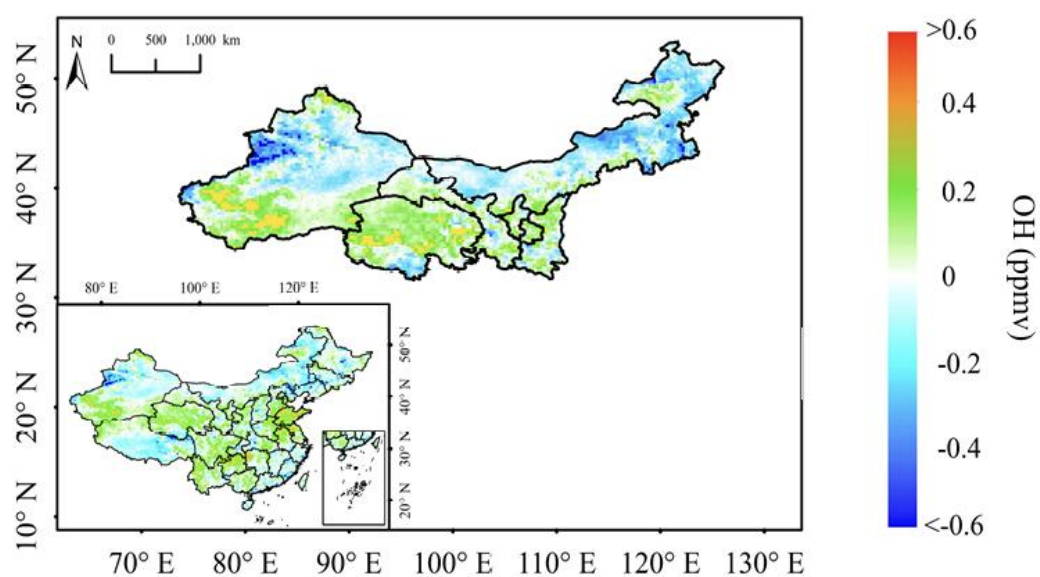 N
0 500 1,000 km
50° N
40° N
30° N
20° N
10° N
80° E 100° E 120° E
50° N
40° N
30° N
20° N
70° E 80° E 90° E 100° E 110° E 120° E 130° E
>0.6
0.4
0.2
0
-0.2
-0.4
<-0.6
OH (ppmv)